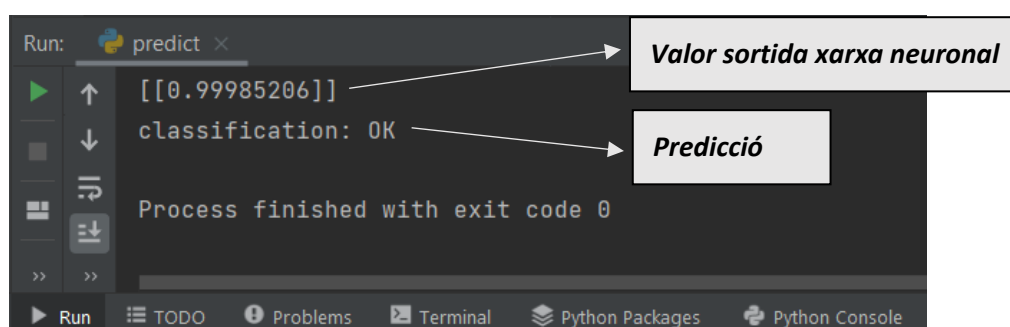 Run: predict ×
Valor sortida xarxa neuronal
[[0.99985206]]
classification: OK
Predicció
Process finished with exit code 0
>> >>
Run TODO Problems Terminal Python Packages Python Console